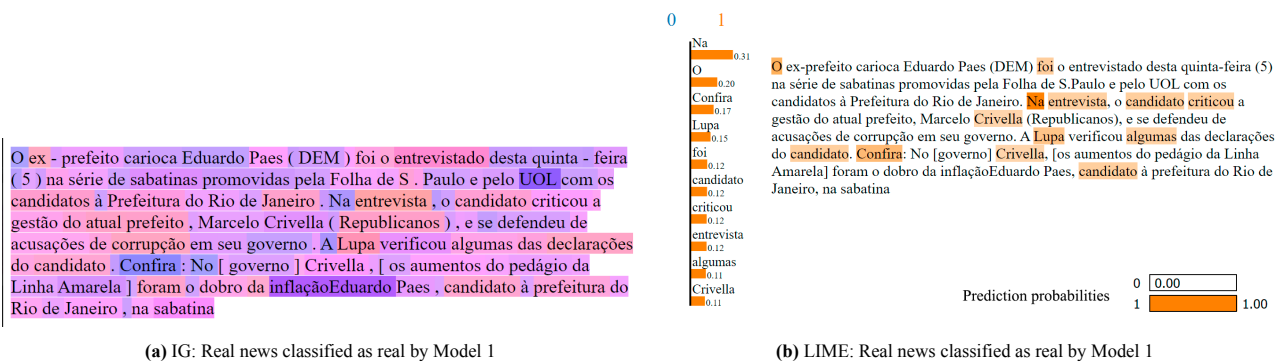 O ex - prefeito carioca Eduardo Paes ( DEM ) foi o entrevistado desta quinta - feira
( 5 ) na série de sabatinas promovidas pela Folha de S . Paulo e pelo UOL com os
candidatos à Prefeitura do Rio de Janeiro . Na entrevista , o candidato criticou a
gestão do atual prefeito , Marcelo Crivella ( Republicanos ) , e se defendeu de
acusações de corrupção em seu governo . A Lupa verificou algumas das declarações
do candidato . Confira : No [ governo ] Crivella , [ os aumentos do pedágio da
Linha Amarela ] foram o dobro da inflaçãoEduardo Paes , candidato à prefeitura do
Rio de Janeiro , na sabatina
(a) IG: Real news classified as real by Model 1
0 1
Na
0.31
O
0.20
Confira
0.17
Lupa
0.15
foi
0.12
candidato
0.12
criticou
0.12
entrevista
0.12
algumas
0.11
Crivella
0.11
O ex-prefeito carioca Eduardo Paes (DEM) foi o entrevistado desta quinta-feira (5)
na série de sabatinas promovidas pela Folha de S.Paulo e pelo UOL com os
candidatos à Prefeitura do Rio de Janeiro. Na entrevista, o candidato criticou a
gestão do atual prefeito, Marcelo Crivella (Republicanos), e se defendeu de
acusações de corrupção em seu governo. A Lupa verificou algumas das declarações
do candidato. Confira: No [governo] Crivella, [os aumentos do pedágio da Linha
Amarela] foram o dobro da inflaçãoEduardo Paes, candidato à prefeitura do Rio de
Janeiro, na sabatina
Prediction probabilities
0 0.00
1 1.00
(b) LIME: Real news classified as real by Model 1